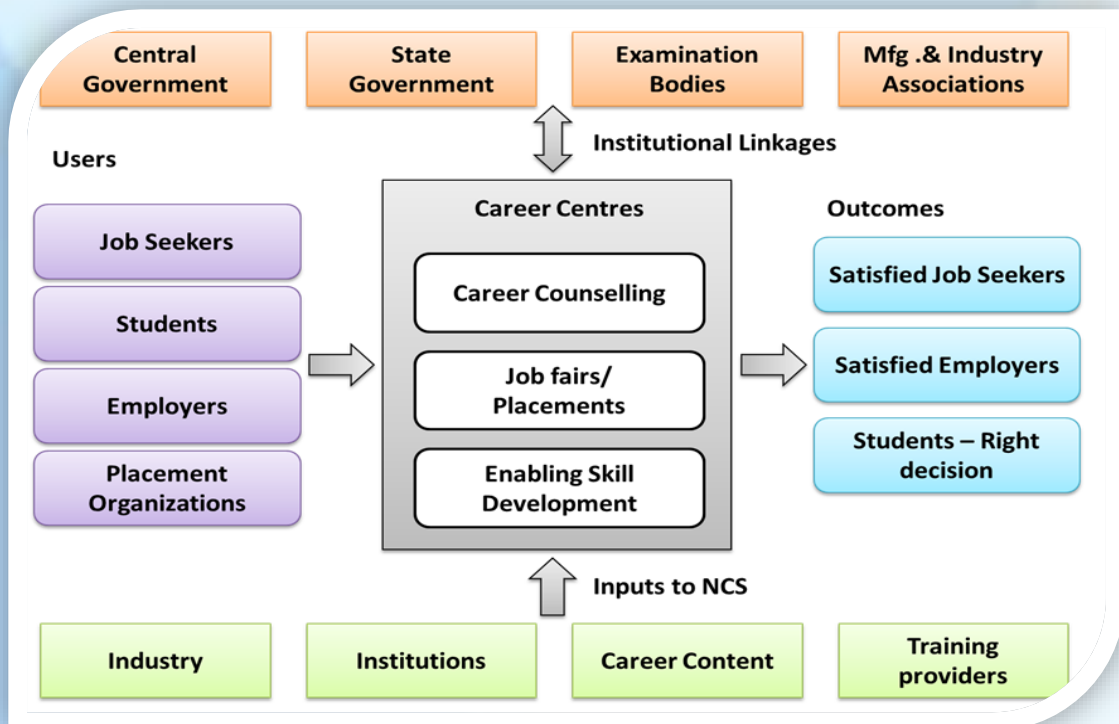 Central
Government
State
Government
Examination
Bodies
Mfg .& Industry
Associations
Institutional Linkages
Users
Job Seekers
Students
Employers
Placement
Organizations
Career Centres
Career Counselling
Job fairs/
Placements
Enabling Skill
Development
Outcomes
Satisfied Job Seekers
Satisfied Employers
Students – Right
decision
Inputs to NCS
Industry
Institutions
Career Content
Training
providers